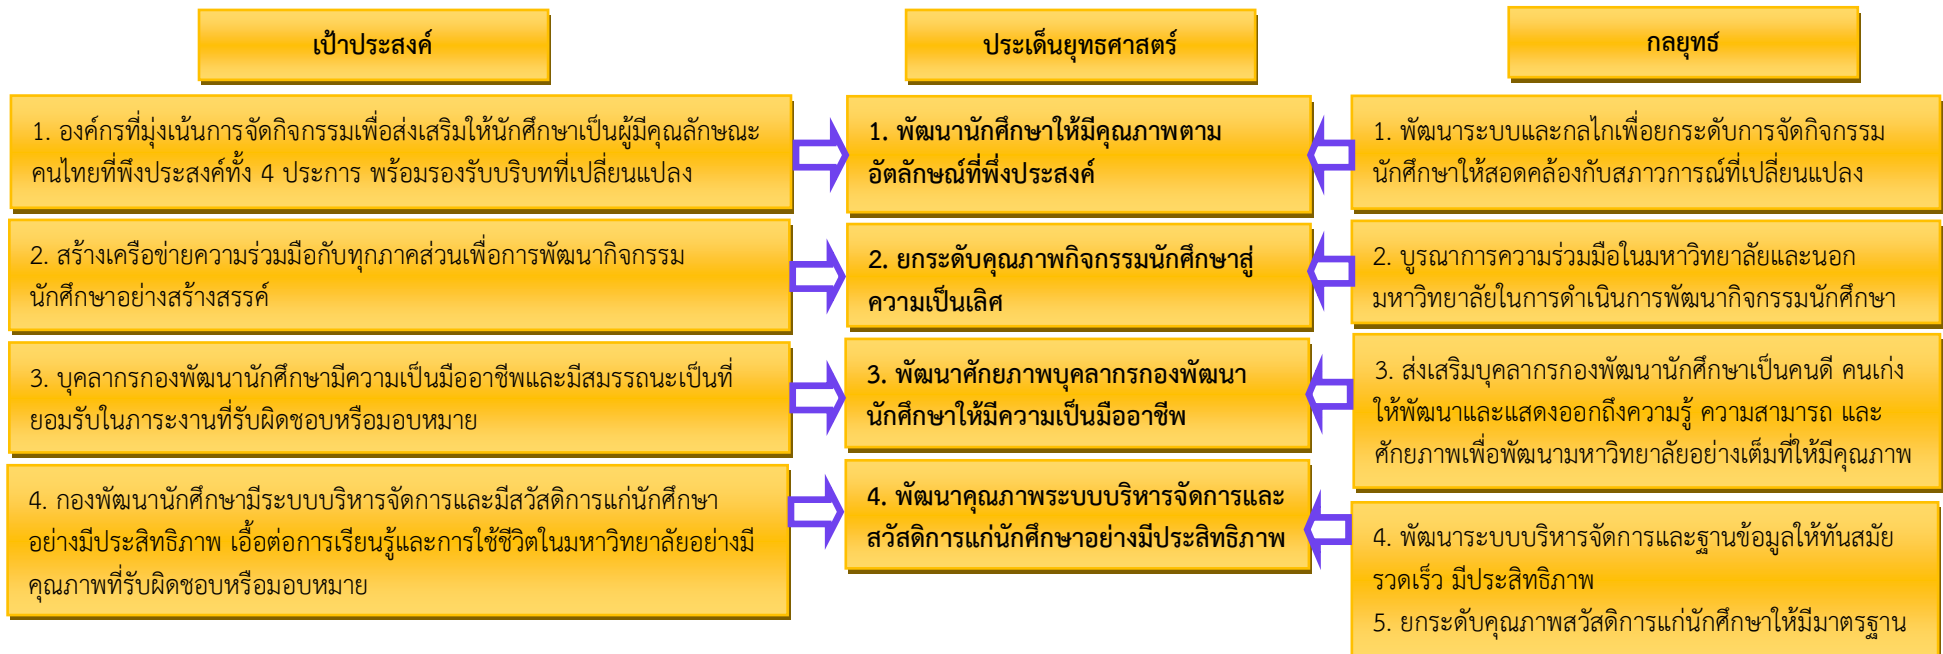 เป้าประสงค์
1. องค์กรที่มุ่งเน้นการจัดกิจกรรมเพื่อส่งเสริมให้นักศึกษาเป็นผู้มีคุณลักษณะ
คนไทยที่พึงประสงค์ทั้ง 4 ประการ พร้อมรองรับบริบทที่เปลี่ยนแปลง
2. สร้างเครือข่ายความร่วมมือกับทุกภาคส่วนเพื่อการพัฒนากิจกรรม
นักศึกษาอย่างสร้างสรรค์
3. บุคลากรกองพัฒนานักศึกษามีความเป็นมืออาชีพและมีสมรรถนะเป็นที่
ยอมรับในภาระงานที่รับผิดชอบหรือมอบหมาย
4. กองพัฒนานักศึกษามีระบบบริหารจัดการและมีสวัสดิการแก่นักศึกษา
อย่างมีประสิทธิภาพ เอื้อต่อการเรียนรู้และการใช้ชีวิตในมหาวิทยาลัยอย่างมี
คุณภาพที่รับผิดชอบหรือมอบหมาย
ประเด็นยุทธศาสตร์
1. พัฒนานักศึกษาให้มีคุณภาพตาม
อัตลักษณ์ที่พึ่งประสงค์
2. ยกระดับคุณภาพกิจกรรมนักศึกษาสู่
ความเป็นเลิศ
3. พัฒนาศักยภาพบุคลากรกองพัฒนา
นักศึกษาให้มีความเป็นมืออาชีพ
4. พัฒนาคุณภาพระบบบริหารจัดการและ
สวัสดิการแก่นักศึกษาอย่างมีประสิทธิภาพ
กลยุทธ์
1. พัฒนาระบบและกลไกเพื่อยกระดับการจัดกิจกรรม
นักศึกษาให้สอดคล้องกับสภาวการณ์ที่เปลี่ยนแปลง
2. บูรณาการความร่วมมือในมหาวิทยาลัยและนอก
มหาวิทยาลัยในการดำเนินการพัฒนากิจกรรมนักศึกษา
3. ส่งเสริมบุคลากรกองพัฒนานักศึกษาเป็นคนดี คนเก่ง
ให้พัฒนาและแสดงออกถึงความรู้ ความสามารถ และ
ศักยภาพเพื่อพัฒนามหาวิทยาลัยอย่างเต็มที่ให้มีคุณภาพ
4. พัฒนาระบบบริหารจัดการและฐานข้อมูลให้ทันสมัย
รวดเร็ว มีประสิทธิภาพ
5. ยกระดับคุณภาพสวัสดิการแก่นักศึกษาให้มีมาตรฐาน